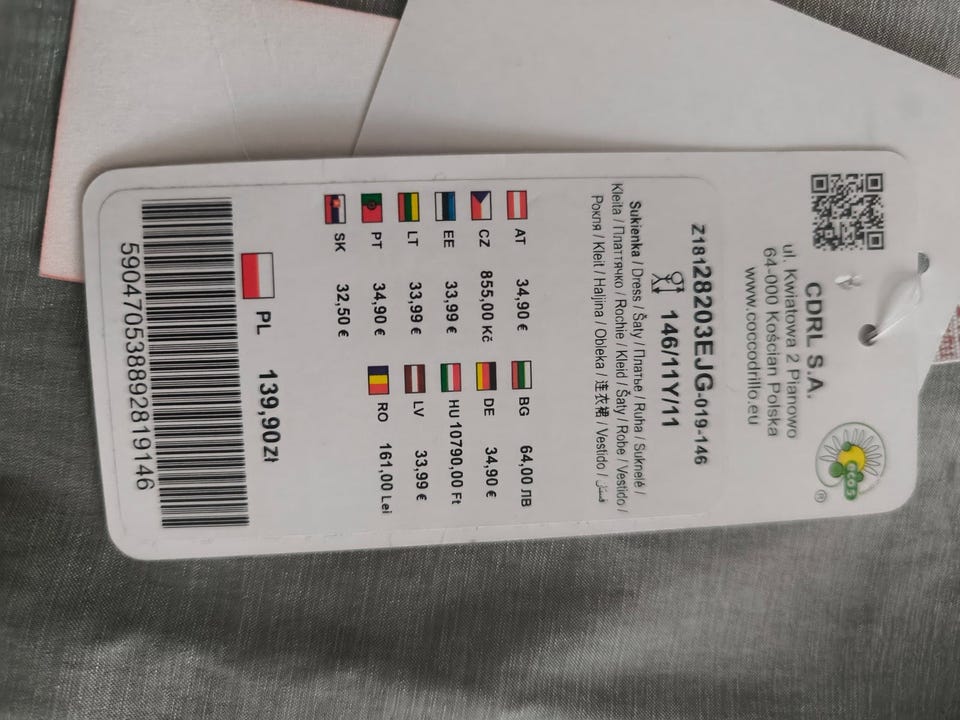 CDRL S.A.
ul. Kwiatowa 2 Pianowo
64-000 Kościan Polska
www.coccodrillo.eu
®
Z18128203EJG-019-146
146/11Y/11
Sukienka / Dress / Šaty / Платье / Ruha / Suknelė /
Kleita / Платтячко / Rochie / Kleid / Šaty / Robe / Vestido /
Рокля / Kleit / Haljina / Obleka / 连衣裙 / Vestido /
AT 34,90 € BG 64,00 ЛВ
CZ 855,00 Kč DE 34,90 €
EE 33,99 € HU 10790,00 Ft
LT 33,99 € LV 33,99 €
PT 34,90 € RO 161,00 Lei
SK 32,50 €
PL 139,90zł
590470538892819146